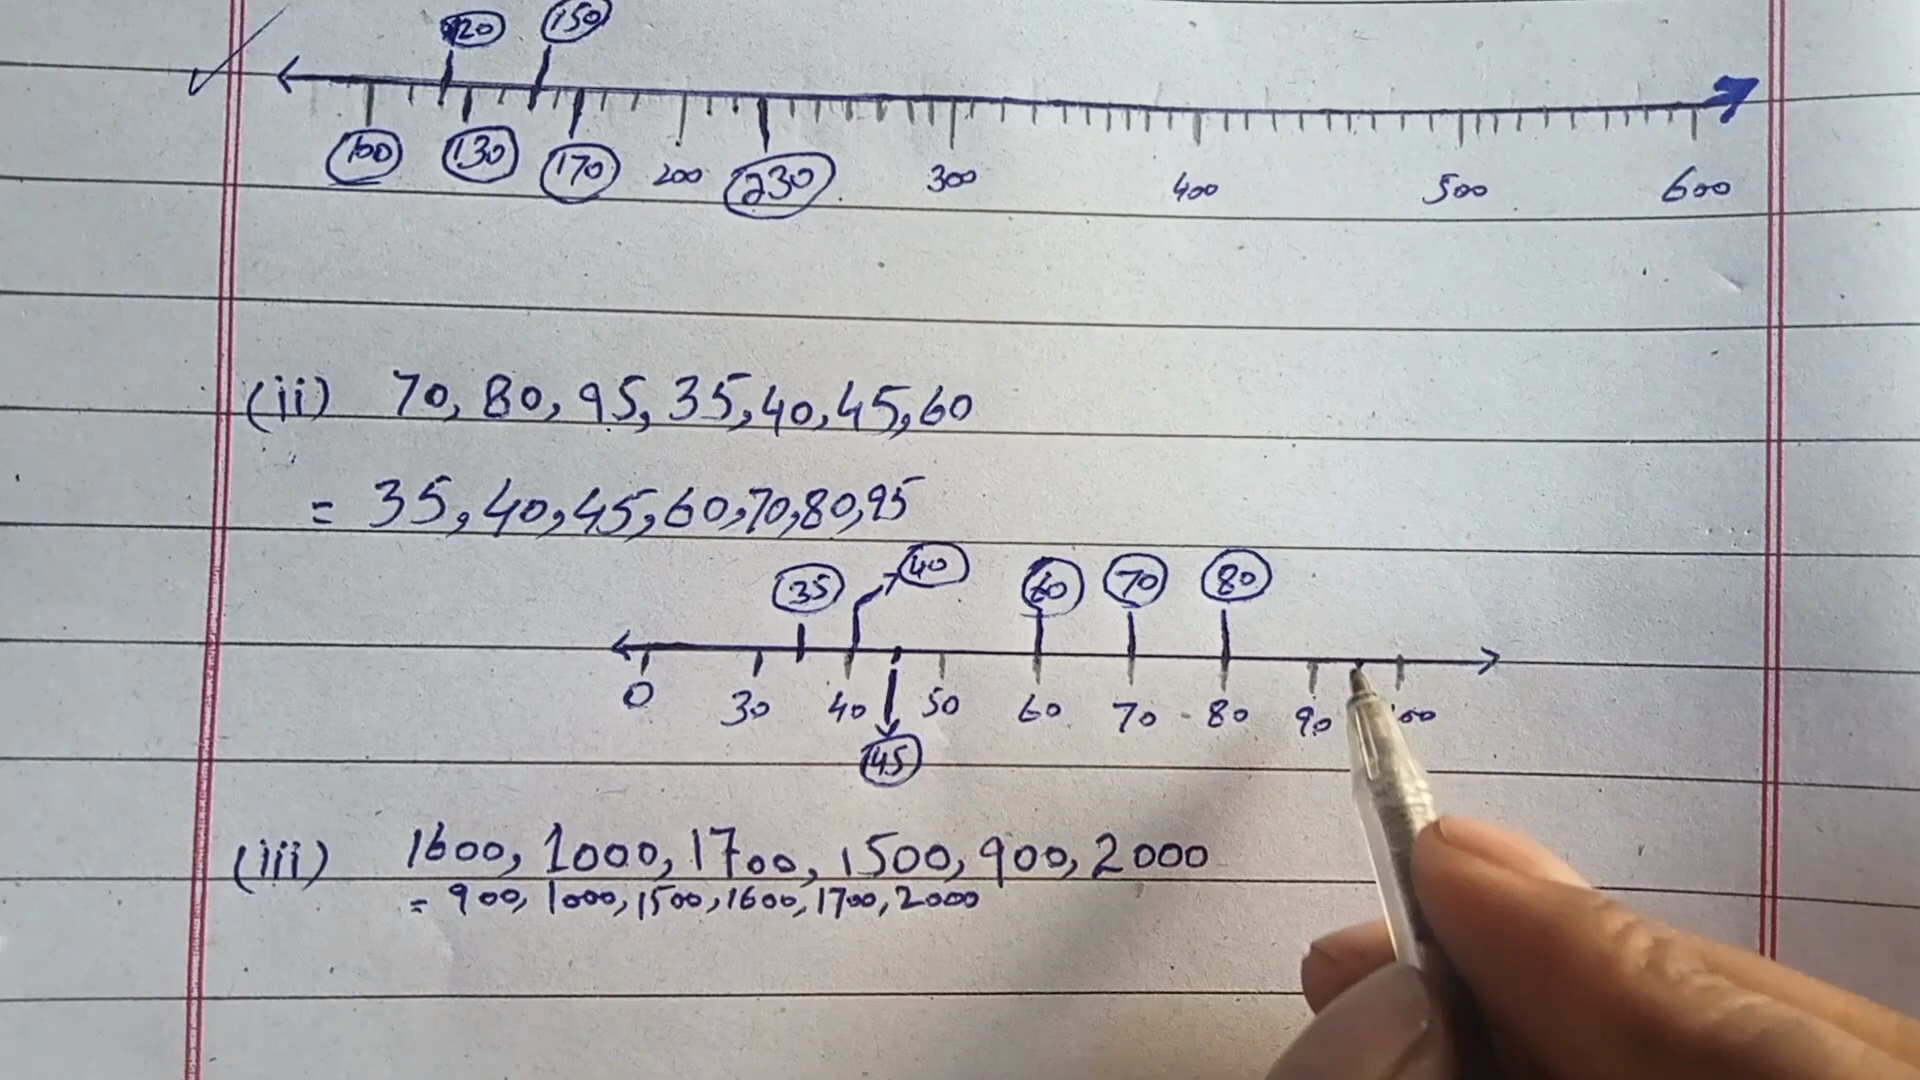 120 150
100 130 170 200 230 300 400 500 600
(ii) 70, 80, 95, 35, 40, 45, 60
= 35, 40, 45, 60, 70, 80, 95
35 40 60 70 80
0 30 40 50 60 70 80 90
45
(iii) 1600, 1000, 1700, 1500, 900, 2000
= 900, 1000, 1500, 1600, 1700, 2000